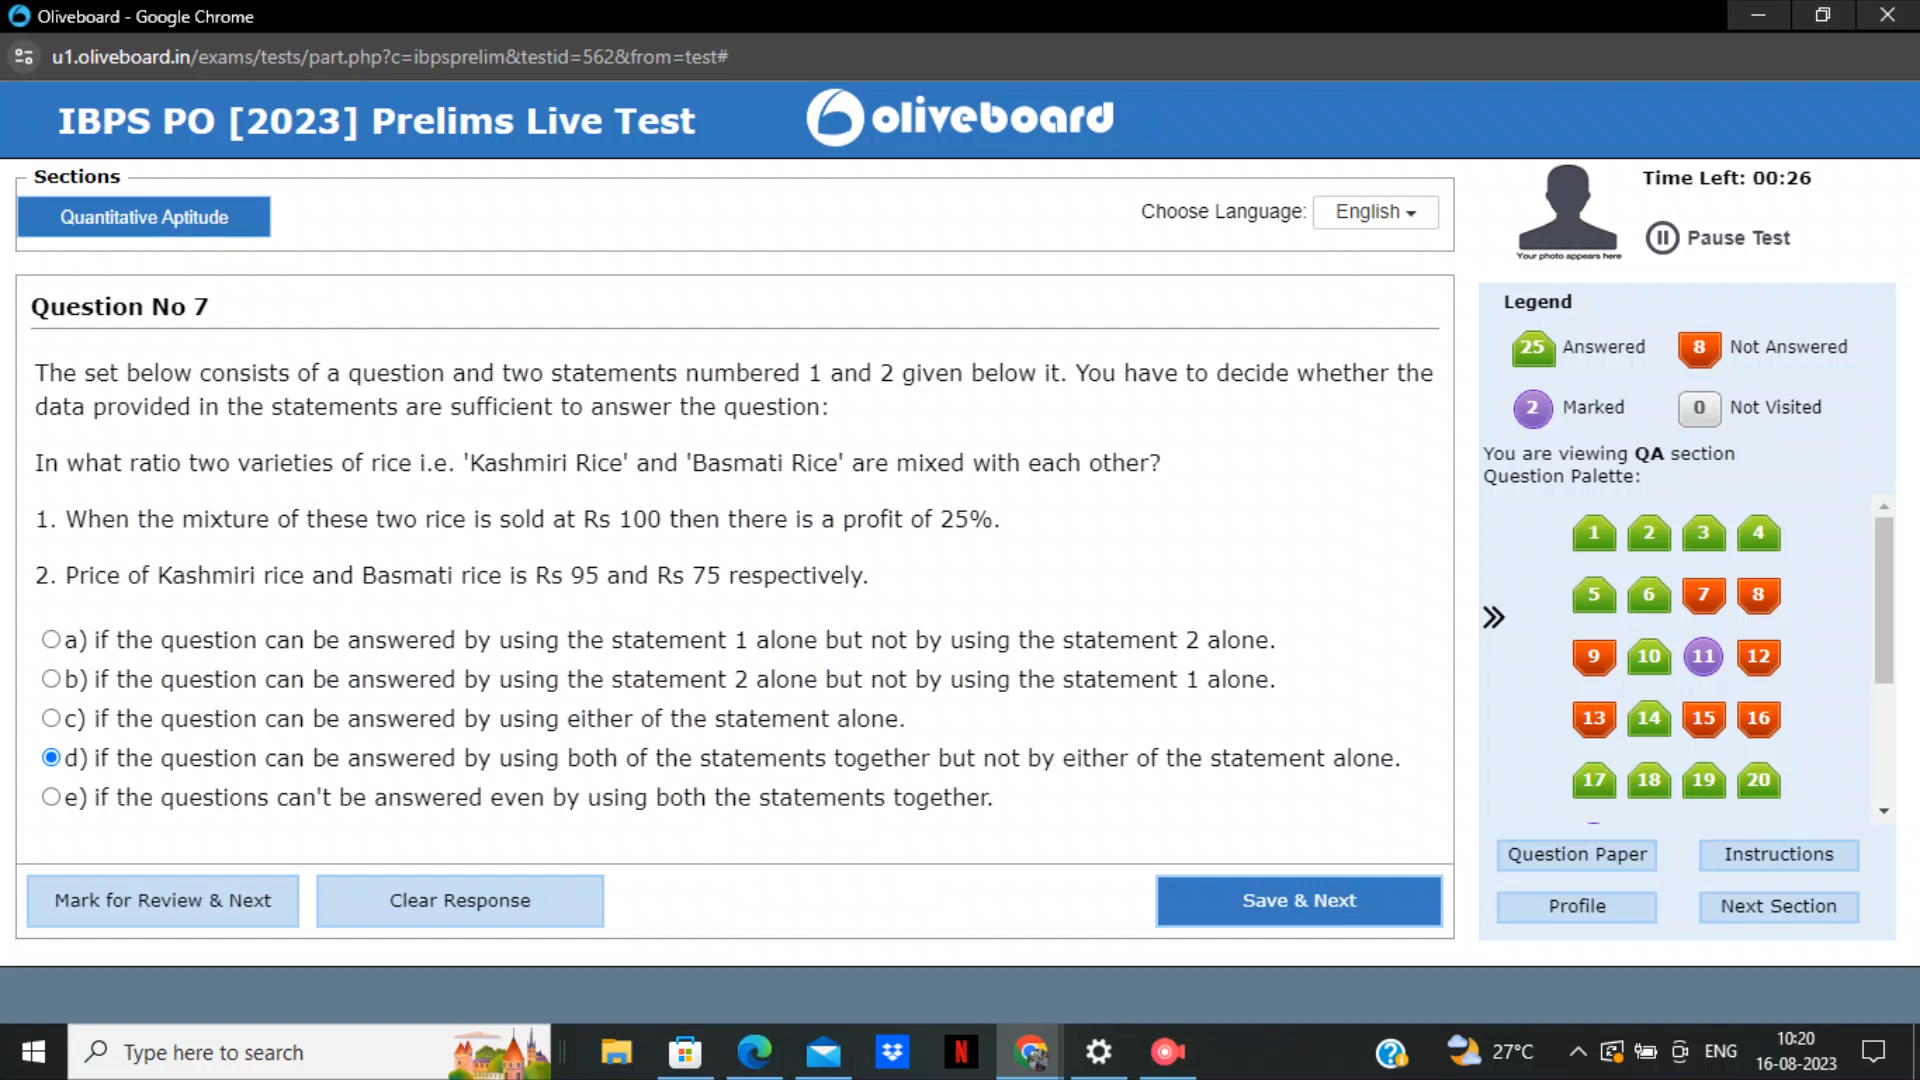 Oliveboard - Google Chrome
u1.oliveboard.in/exams/tests/part.php?c=ibpsprelim&testid=562&from=test#
IBPS PO [2023] Prelims Live Test
oliveboard
Sections
Quantitative Aptitude
Choose Language: English
Your photo appears here
Time Left: 00:26
Pause Test
Question No 7
The set below consists of a question and two statements numbered 1 and 2 given below it. You have to decide whether the
data provided in the statements are sufficient to answer the question:
In what ratio two varieties of rice i.e. 'Kashmiri Rice' and 'Basmati Rice' are mixed with each other?
1. When the mixture of these two rice is sold at Rs 100 then there is a profit of 25%.
2. Price of Kashmiri rice and Basmati rice is Rs 95 and Rs 75 respectively.
a) if the question can be answered by using the statement 1 alone but not by using the statement 2 alone.
b) if the question can be answered by using the statement 2 alone but not by using the statement 1 alone.
c) if the question can be answered by using either of the statement alone.
d) if the question can be answered by using both of the statements together but not by either of the statement alone.
e) if the questions can't be answered even by using both the statements together.
Mark for Review & Next
Clear Response
Save & Next
Legend
25 Answered 8 Not Answered
2 Marked 0 Not Visited
You are viewing QA section
Question Palette:
1 2 3 4
5 6 7 8
9 10 11 12
13 14 15 16
17 18 19 20
Question Paper Instructions
Profile Next Section
Type here to search
27°C
ENG
10:20
16-08-2023